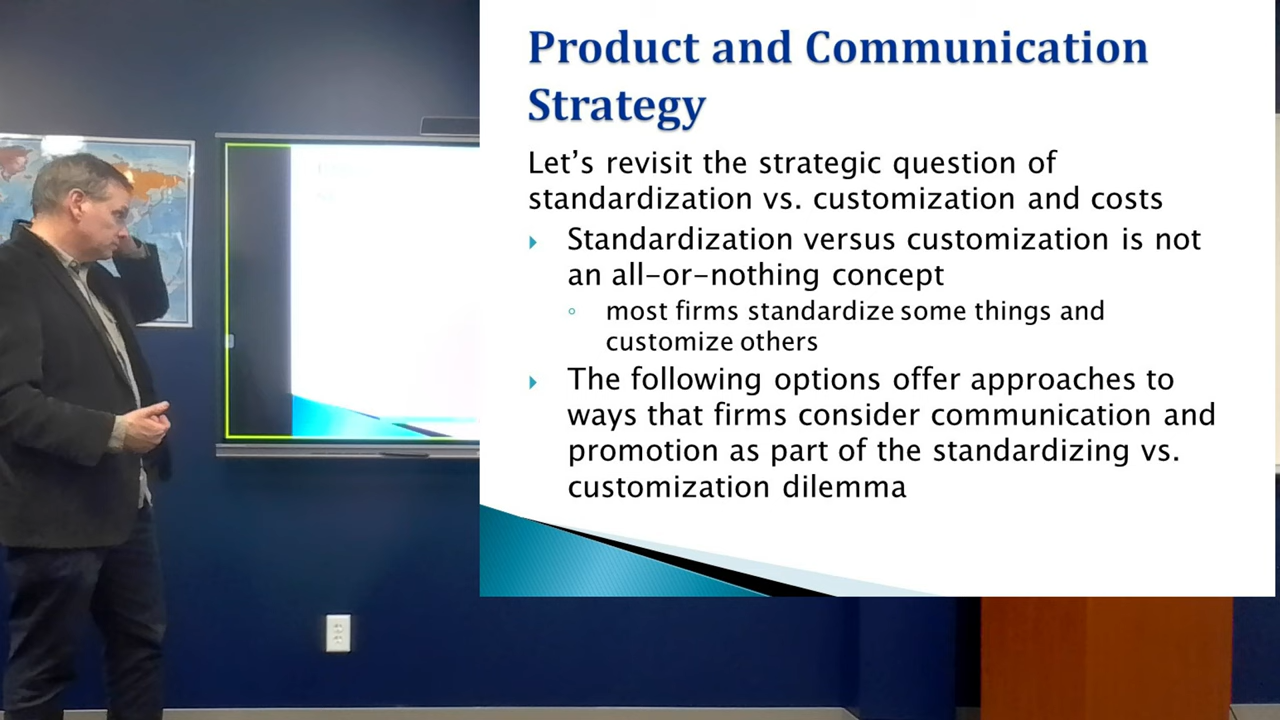 Product and Communication
Strategy
Let’s revisit the strategic question of
standardization vs. customization and costs
Standardization versus customization is not
an all-or-nothing concept
most firms standardize some things and
customize others
The following options offer approaches to
ways that firms consider communication and
promotion as part of the standardizing vs.
customization dilemma